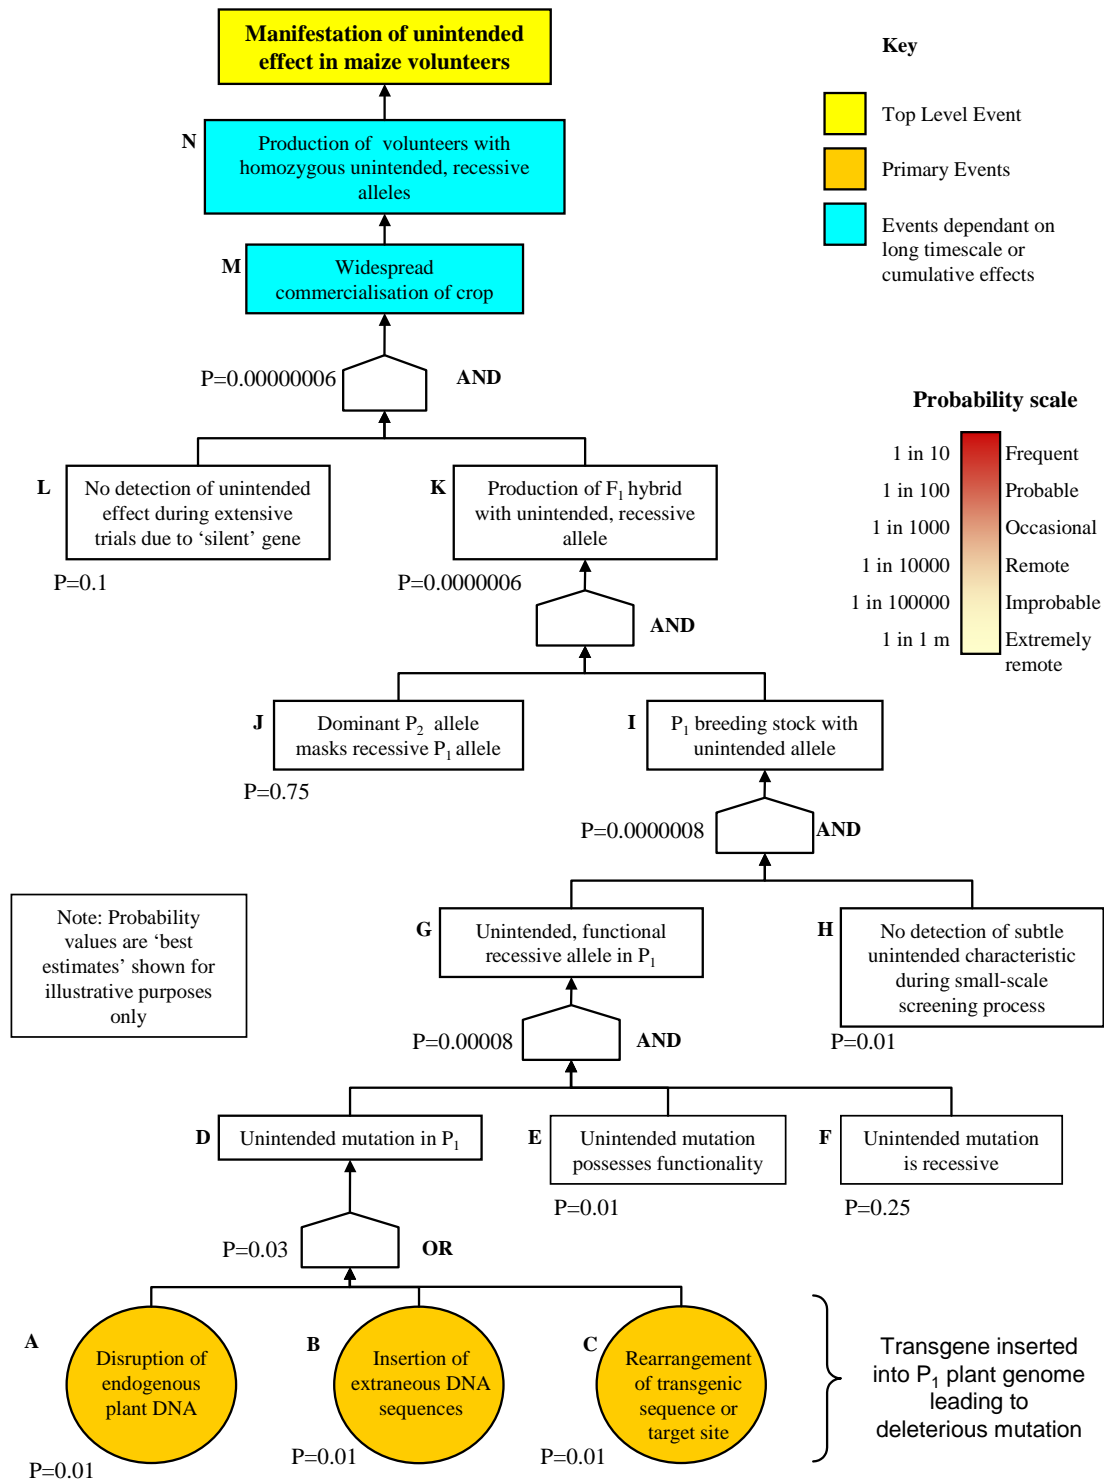 Manifestation of unintended
effect in maize volunteers
Key
Top Level Event
Primary Events
Events dependant on
long timescale or
cumulative effects
N
Production of volunteers with
homozygous unintended, recessive
alleles
M
Widespread
commercialisation of crop
P=0.00000006
AND
Probability scale
1 in 10 Frequent
1 in 100 Probable
1 in 1000 Occasional
1 in 10000 Remote
1 in 100000 Improbable
1 in 1 m Extremely
remote
L
No detection of unintended
effect during extensive
trials due to ‘silent’ gene
P=0.1
K
Production of F1 hybrid
with unintended, recessive
allele
P=0.0000006
AND
J
Dominant P2 allele
masks recessive P1 allele
P=0.75
I
P1 breeding stock with
unintended allele
P=0.0000008
AND
Note: Probability
values are ‘best
estimates’ shown for
illustrative purposes
only
G
Unintended, functional
recessive allele in P1
H
No detection of subtle
unintended characteristic
during small-scale
screening process
P=0.01
P=0.00008
AND
D
Unintended mutation in P1
E
Unintended mutation
possesses functionality
P=0.01
F
Unintended mutation
is recessive
P=0.25
P=0.03
OR
A
Disruption of
endogenous
plant DNA
P=0.01
B
Insertion of
extraneous DNA
sequences
P=0.01
C
Rearrangement
of transgenic
sequence or
target site
P=0.01
Transgene inserted
into P1 plant genome
leading to
deleterious mutation